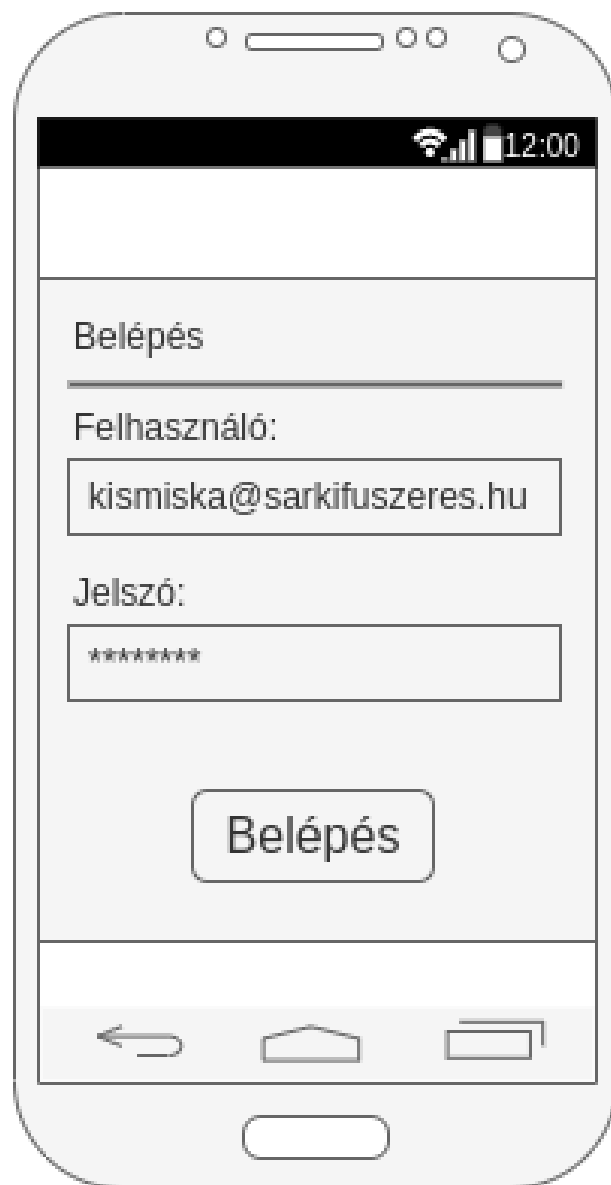 12:00
Belépés
Felhasználó:
kismiska@sarkifuszeres.hu
Jelszó:
********
Belépés